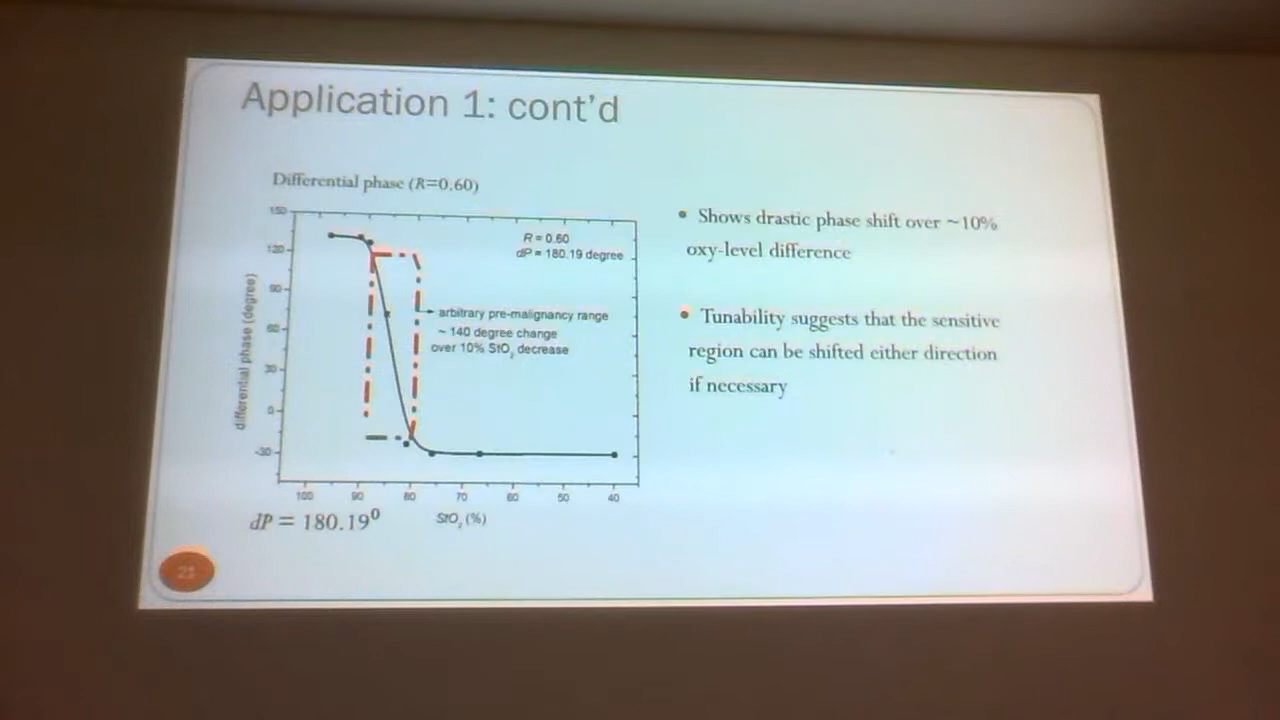 Application 1: cont'd
Differential phase (R=0.60)
150
120
90
60
30
0
-30
differential phase (degree)
R = 0.60
dP = 180.19 degree
arbitrary pre-malignancy range
~ 140 degree change
over 10% StO₂ decrease
100 90 80 70 60 50 40
StO₂ (%)
dP = 180.19⁰
• Shows drastic phase shift over ~10%
oxy-level difference
• Tunability suggests that the sensitive
region can be shifted either direction
if necessary